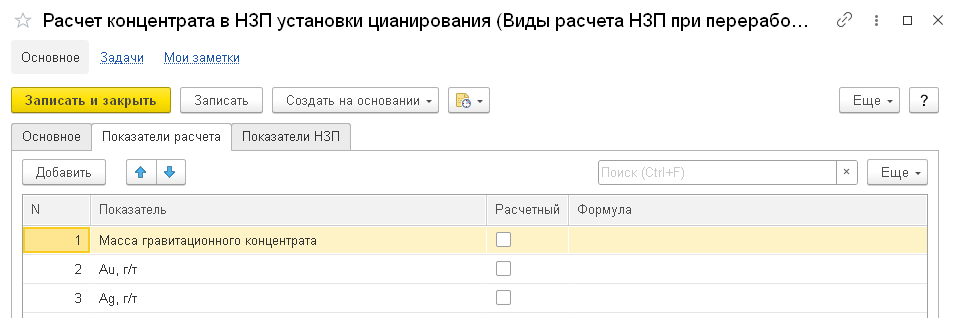 Расчет концентрата в НЗП установки цианирования (Виды расчета НЗП при перерабо...
Основное Задачи Мои заметки
Записать и закрыть Записать Создать на основании Еще ?
Основное Показатели расчета Показатели НЗП
Добавить Поиск (Ctrl+F) × Еще
N Показатель Расчетный Формула
1 Масса гравитационного концентрата
2 Au, г/т
3 Ag, г/т